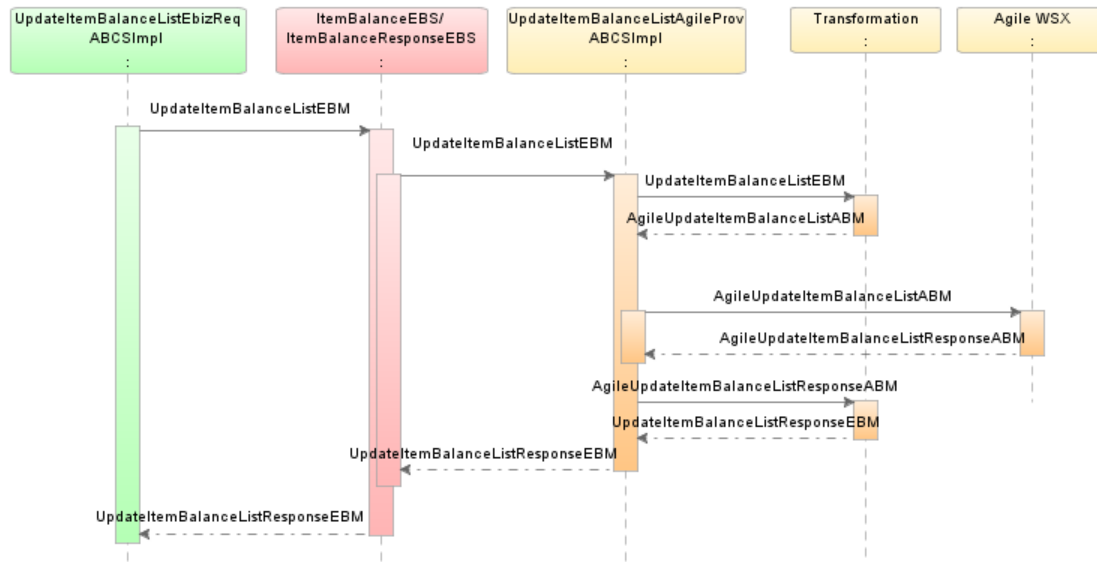 UpdateItemBalanceListEbizReq
ABCSImpl
:
ItemBalanceEBS/
ItemBalanceResponseEBS
:
UpdateItemBalanceListAgileProv
ABCSImpl
:
Transformation
:
Agile WSX
:
UpdateItemBalanceListEBM
UpdateItemBalanceListEBM
UpdateItemBalanceListEBM
AgileUpdateItemBalanceListABM
AgileUpdateItemBalanceListABM
AgileUpdateItemBalanceListResponseABM
AgileUpdateItemBalanceListResponseABM
UpdateItemBalanceListResponseEBM
UpdateItemBalanceListResponseEBM
UpdateItemBalanceListResponseEBM